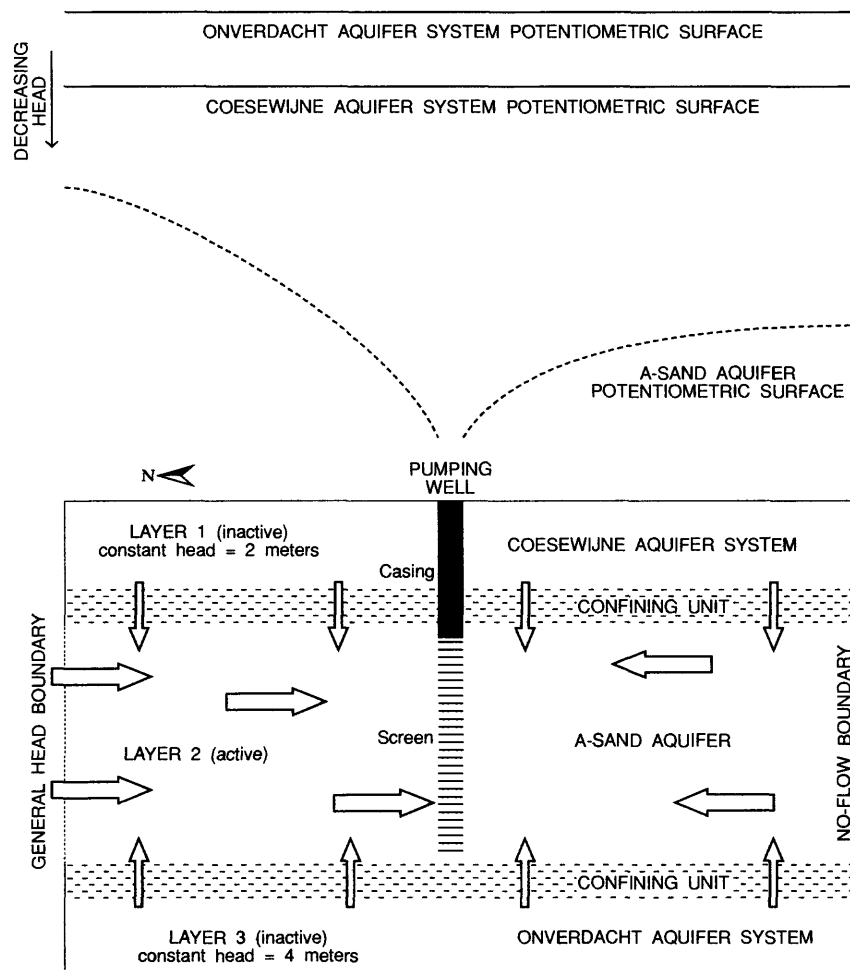 ONVERDACHT AQUIFER SYSTEM POTENTIOMETRIC SURFACE
DECREASING
HEAD
COESEWIJNE AQUIFER SYSTEM POTENTIOMETRIC SURFACE
A-SAND AQUIFER
POTENTIOMETRIC SURFACE
N
PUMPING
WELL
LAYER 1 (inactive)
constant head = 2 meters
COESEWIJNE AQUIFER SYSTEM
Casing
CONFINING UNIT
GENERAL HEAD BOUNDARY
NO-FLOW BOUNDARY
Screen
A-SAND AQUIFER
LAYER 2 (active)
CONFINING UNIT
LAYER 3 (inactive)
constant head = 4 meters
ONVERDACHT AQUIFER SYSTEM